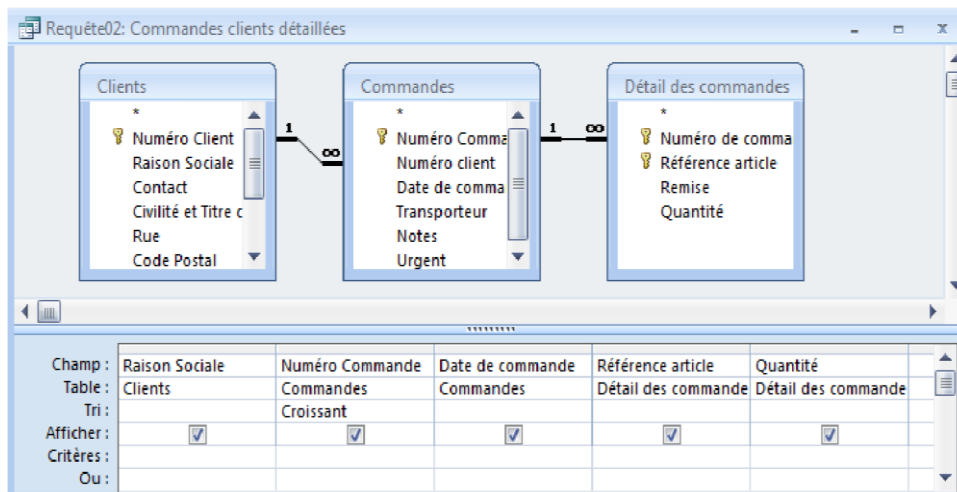 Requête02: Commandes clients détaillées
Clients
*
Numéro Client
Raison Sociale
Contact
Civilité et Titre c
Rue
Code Postal
1
∞
Commandes
*
Numéro Comma
Numéro client
Date de comma
Transporteur
Notes
Urgent
1
∞
Détail des commandes
*
Numéro de comma
Référence article
Remise
Quantité
Champ : Raison Sociale Numéro Commande Date de commande Référence article Quantité
Table : Clients Commandes Commandes Détail des commande Détail des commande
Tri : Croissant
Afficher :
Critères :
Ou :